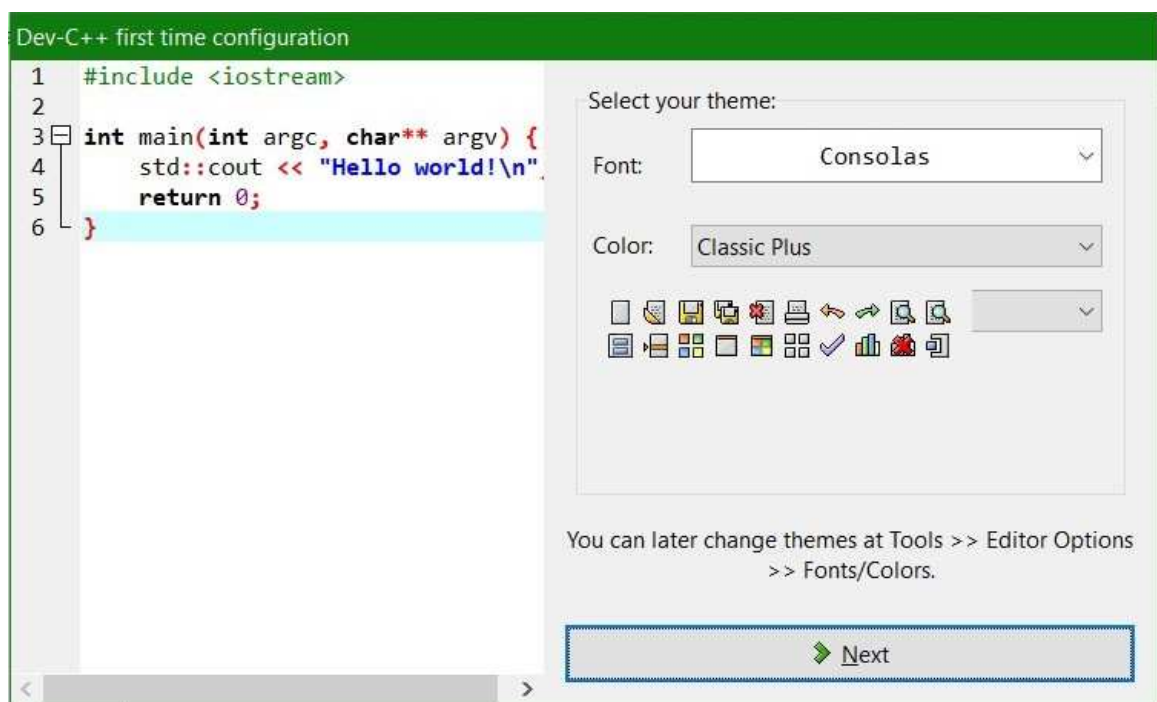 Dev-C++ first time configuration
1 #include <iostream>
2
3 int main(int argc, char** argv) {
4 std::cout << "Hello world!\n"
5 return 0;
6 }
Select your theme:
Font: Consolas
Color: Classic Plus
You can later change themes at Tools >> Editor Options
>> Fonts/Colors.
Next